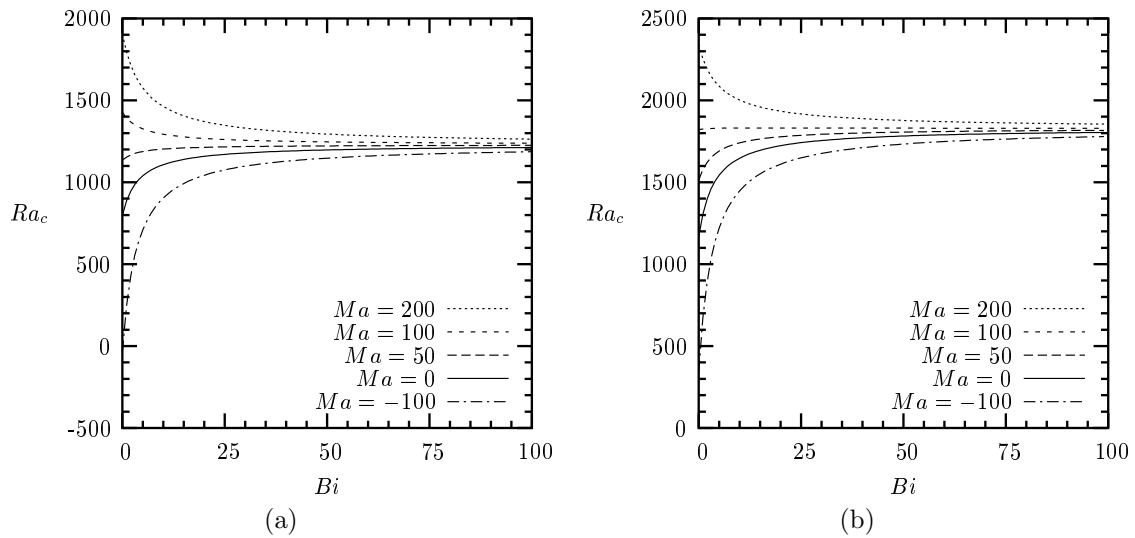 2000
1500
1000
500
0
-500
Ra_c
0 25 50 75 100
Bi
Ma = 200
Ma = 100
Ma = 50
Ma = 0
Ma = −100
(a)
2500
2000
1500
1000
500
0
Ra_c
0 25 50 75 100
Bi
Ma = 200
Ma = 100
Ma = 50
Ma = 0
Ma = −100
(b)